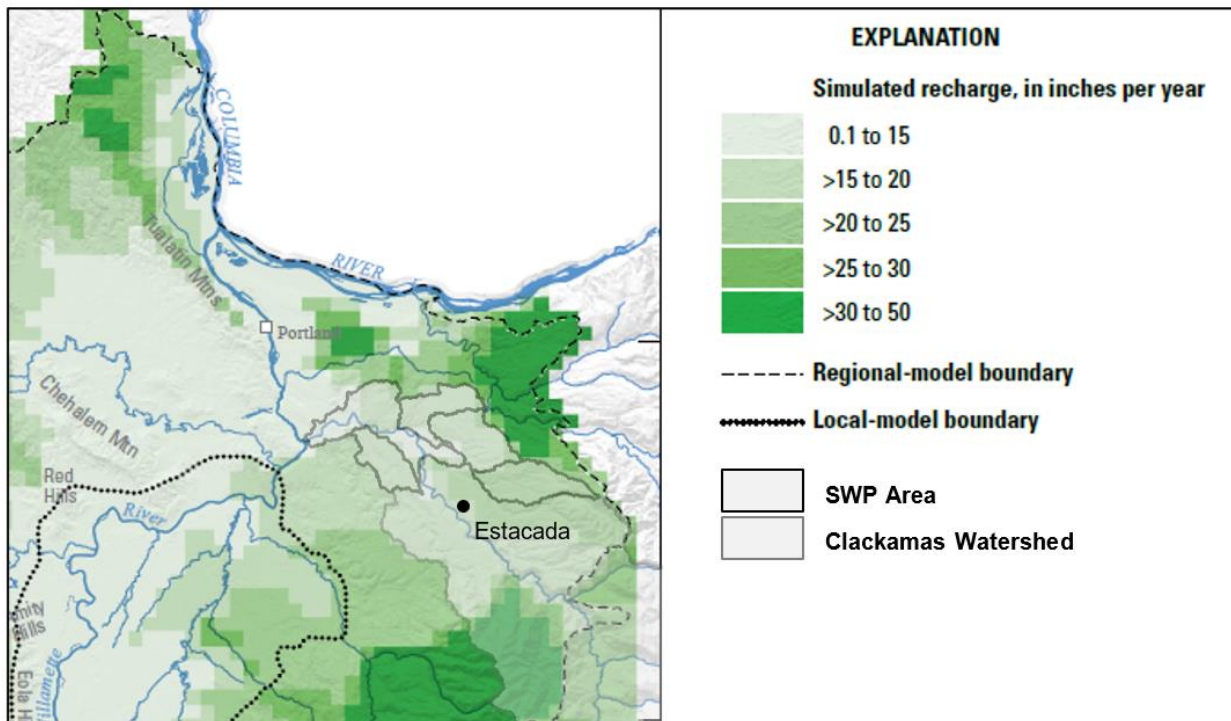 EXPLANATION
Simulated recharge, in inches per year
0.1 to 15
>15 to 20
>20 to 25
>25 to 30
>30 to 50
Regional-model boundary
Local-model boundary
SWP Area
Clackamas Watershed
COLUMBIA
RIVER
Tualatin Mtns
Portland
Chehalem Mtn
Red
Hills
River
Estacada
Hills
Eola